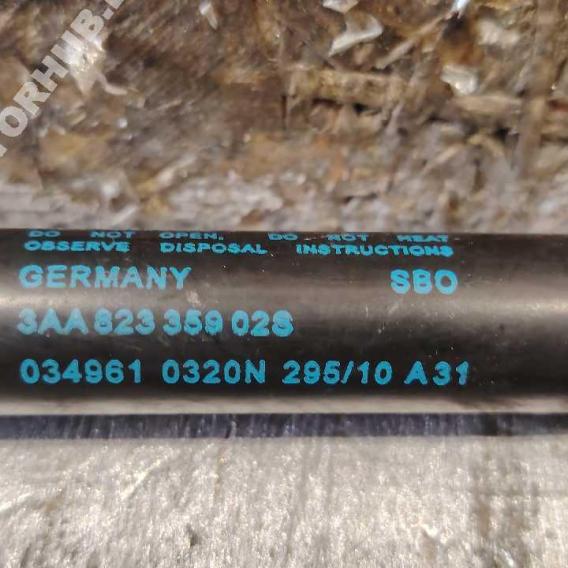 TORHUB.
DO NOT OPEN. DO NOT HEAT
OBSERVE DISPOSAL INSTRUCTIONS
GERMANY SBO
3AA 823 359 02S
034961 0320N 295/10 A31